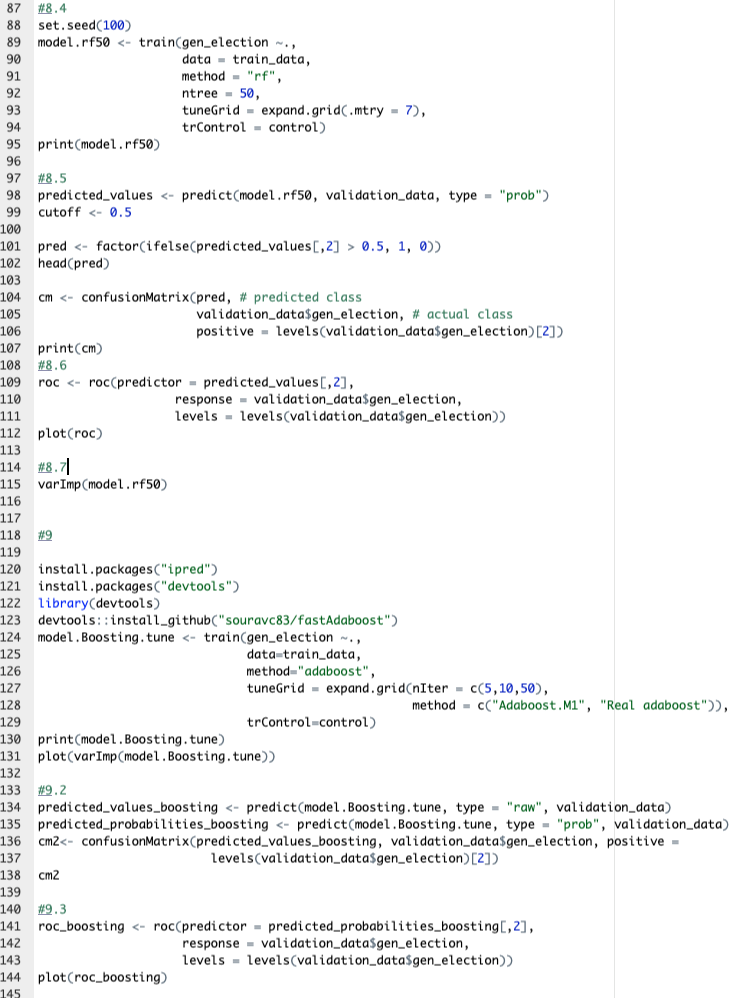 87 #8.4
88 set.seed(100)
89 model.rf50 <- train(gen_election ~.,
90 data = train_data,
91 method = "rf",
92 ntree = 50,
93 tuneGrid = expand.grid(.mtry = 7),
94 trControl = control)
95 print(model.rf50)
96
97 #8.5
98 predicted_values <- predict(model.rf50, validation_data, type = "prob")
99 cutoff <- 0.5
100
101 pred <- factor(ifelse(predicted_values[,2] > 0.5, 1, 0))
102 head(pred)
103
104 cm <- confusionMatrix(pred, # predicted class
105 validation_data$gen_election, # actual class
106 positive = levels(validation_data$gen_election)[2])
107 print(cm)
108 #8.6
109 roc <- roc(predictor = predicted_values[,2],
110 response = validation_data$gen_election,
111 levels = levels(validation_data$gen_election))
112 plot(roc)
113
114 #8.7
115 varImp(model.rf50)
116
117
118 #9
119
120 install.packages("ipred")
121 install.packages("devtools")
122 library(devtools)
123 devtools::install_github("souravc83/fastAdaboost")
124 model.Boosting.tune <- train(gen_election ~.,
125 data=train_data,
126 method="adaboost",
127 tuneGrid = expand.grid(nIter = c(5,10,50),
128 method = c("Adaboost.M1", "Real adaboost")),
129 trControl=control)
130 print(model.Boosting.tune)
131 plot(varImp(model.Boosting.tune))
132
133 #9.2
134 predicted_values_boosting <- predict(model.Boosting.tune, type = "raw", validation_data)
135 predicted_probabilities_boosting <- predict(model.Boosting.tune, type = "prob", validation_data)
136 cm2<- confusionMatrix(predicted_values_boosting, validation_data$gen_election, positive =
137 levels(validation_data$gen_election)[2])
138 cm2
139
140 #9.3
141 roc_boosting <- roc(predictor = predicted_probabilities_boosting[,2],
142 response = validation_data$gen_election,
143 levels = levels(validation_data$gen_election))
144 plot(roc_boosting)
145